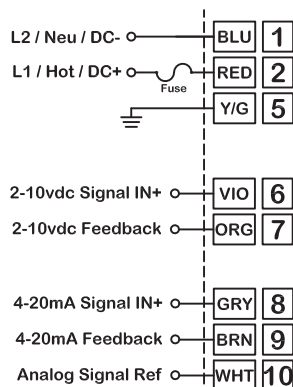 L2 / Neu / DC- BLU 1
L1 / Hot / DC+ Fuse RED 2
Y/G 5
2-10vdc Signal IN+ VIO 6
2-10vdc Feedback ORG 7
4-20mA Signal IN+ GRY 8
4-20mA Feedback BRN 9
Analog Signal Ref WHT 10